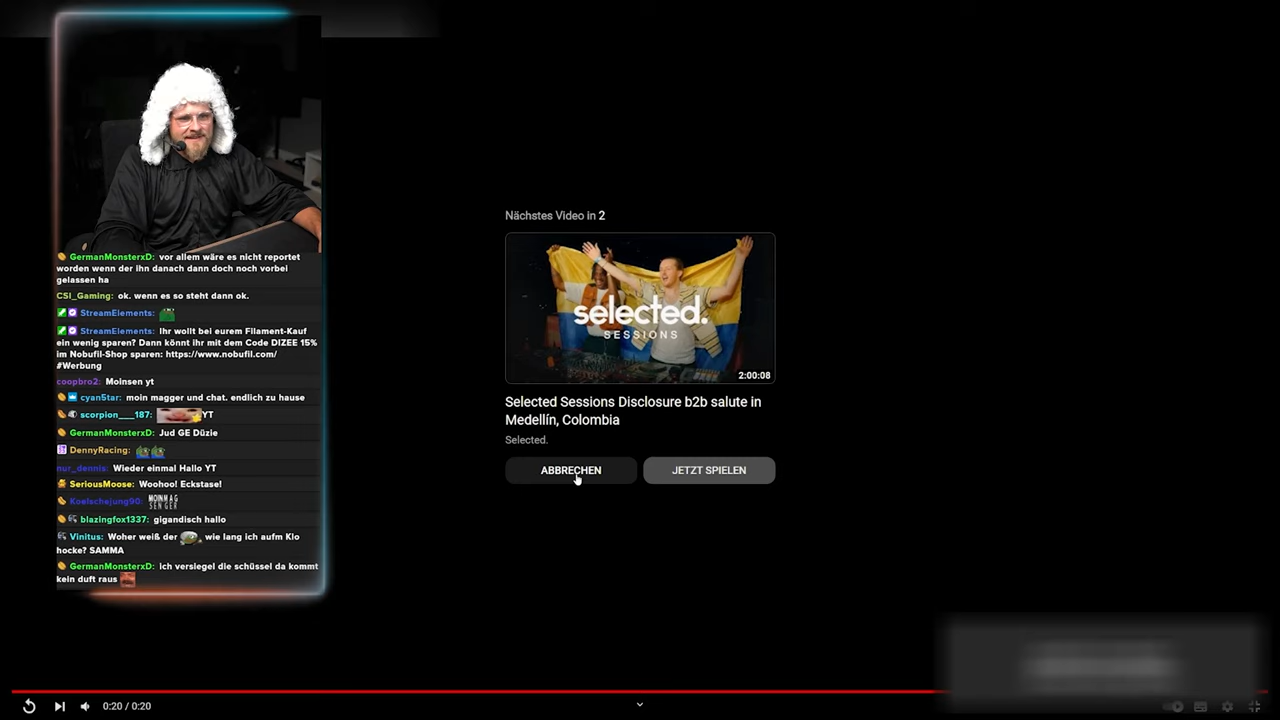 GermanMonsterxD: vor allem wäre es nicht reportet
worden wenn der ihn danach dann doch noch vorbei
gelassen ha
CSI_Gaming: ok. wenn es so steht dann ok.
StreamElements:
StreamElements: Ihr wollt bei eurem Filament-Kauf
ein wenig sparen? Dann könnt ihr mit dem Code DIZEE 15%
im Nobufil-Shop sparen: https://www.nobufil.com/
#Werbung
coopbro2: Moinsen yt
cyan5tar: moin magger und chat. endlich zu hause
scorpion___187: YT
GermanMonsterxD: Jud GE Düzie
DennyRacing:
nur_dennis: Wieder einmal Hallo YT
SeriousMoose: Woohoo! Eckstase!
Koelschejung90: MOINMAG
SENGER
blazingfox1337: gigandisch hallo
Vinitus: Woher weiß der wie lang ich aufm Klo
hocke? SAMMA
GermanMonsterxD: ich versiegel die schüssel da kommt
kein duft raus
Nächstes Video in 2
selected.
SESSIONS
2:00:08
Selected Sessions Disclosure b2b salute in
Medellín, Colombia
Selected.
ABBRECHEN
JETZT SPIELEN
0:20 / 0:20